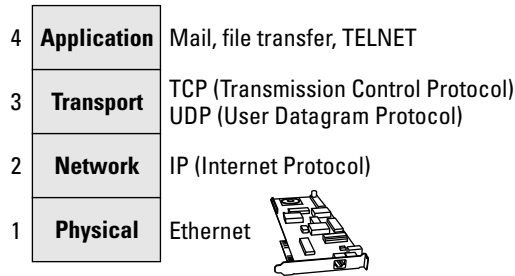 4 Application Mail, file transfer, TELNET
3 Transport TCP (Transmission Control Protocol)
UDP (User Datagram Protocol)
2 Network IP (Internet Protocol)
1 Physical Ethernet